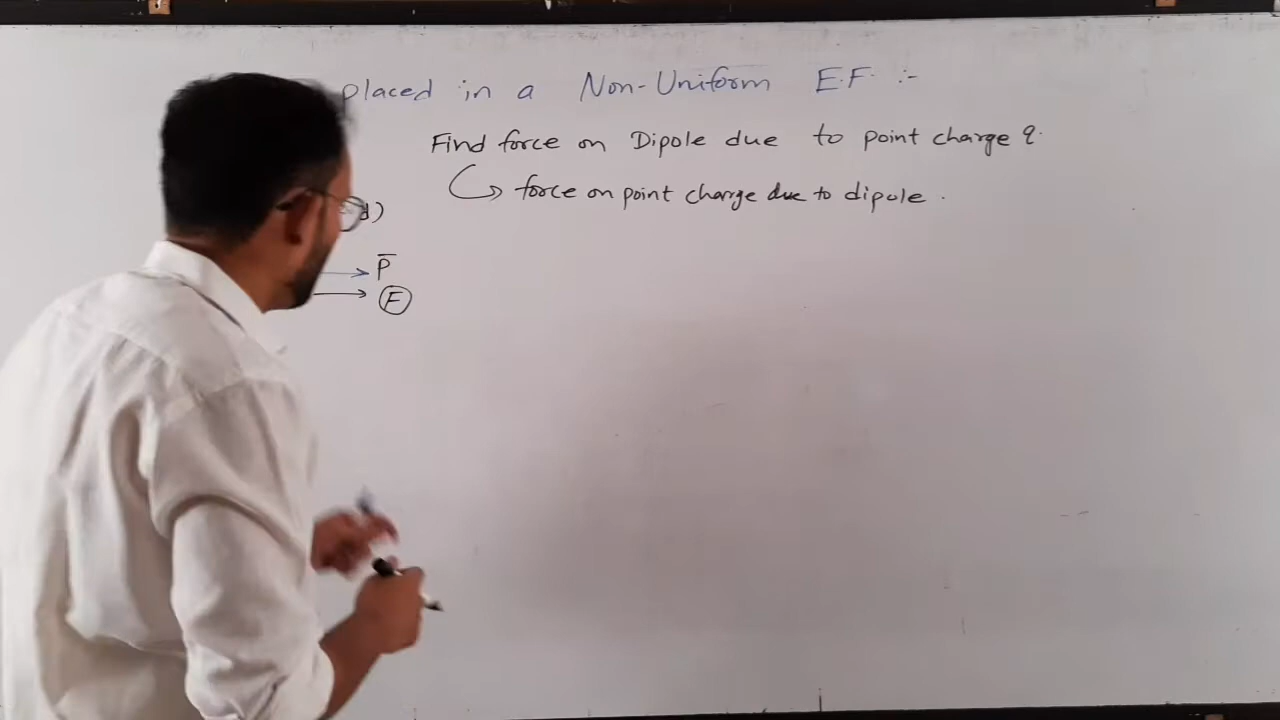 placed in a Non-Uniform E.F. :-
Find force on Dipole due to point charge q.
force on point charge due to dipole.
d)
P̅
F